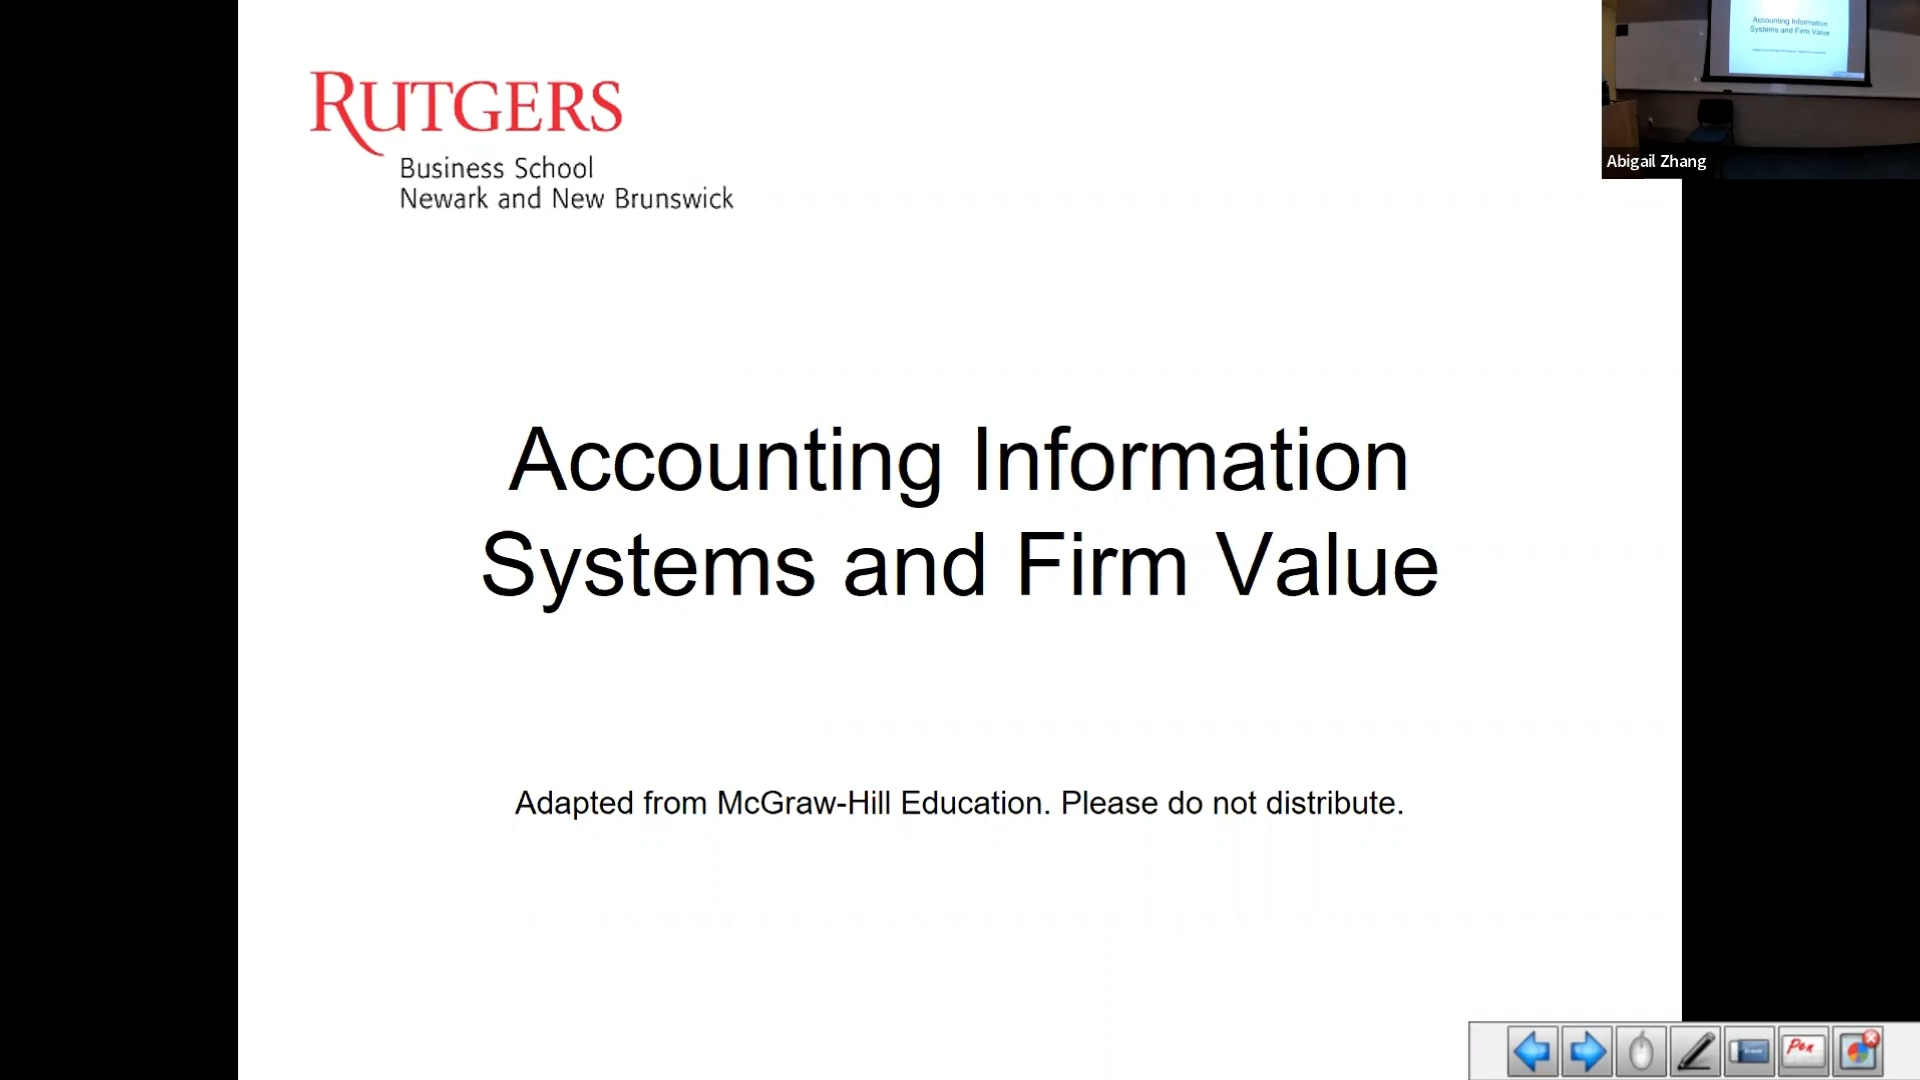 RUTGERS
Business School
Newark and New Brunswick
Accounting Information
Systems and Firm Value
Abigail Zhang
Accounting Information
Systems and Firm Value
Adapted from McGraw-Hill Education. Please do not distribute.
Pen